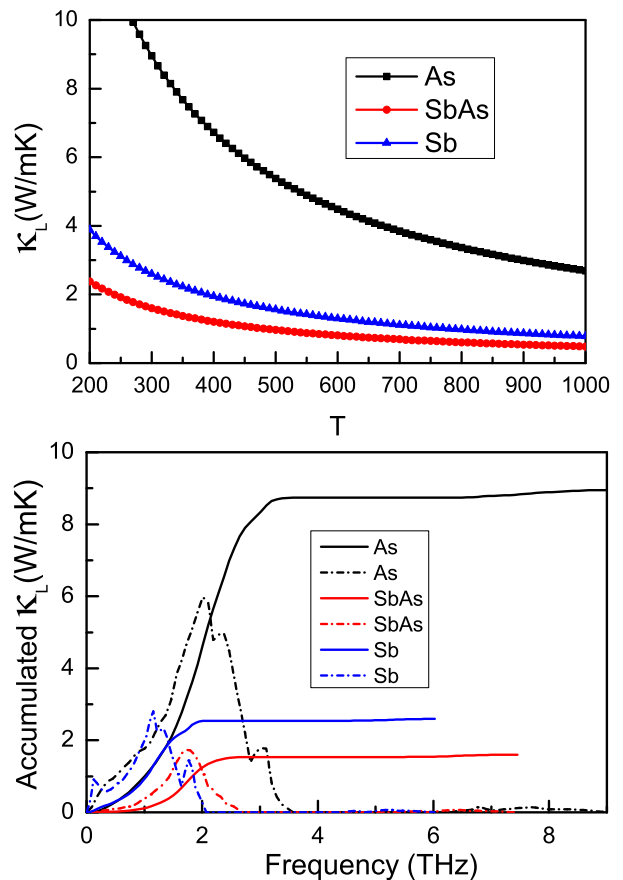 10
8
6
4
2
0
κL(W/mK)
As
SbAs
Sb
200 300 400 500 600 700 800 900 1000
T
10
8
6
4
2
0
Accumulated κL(W/mK)
As
As
SbAs
SbAs
Sb
Sb
0 2 4 6 8
Frequency (THz)